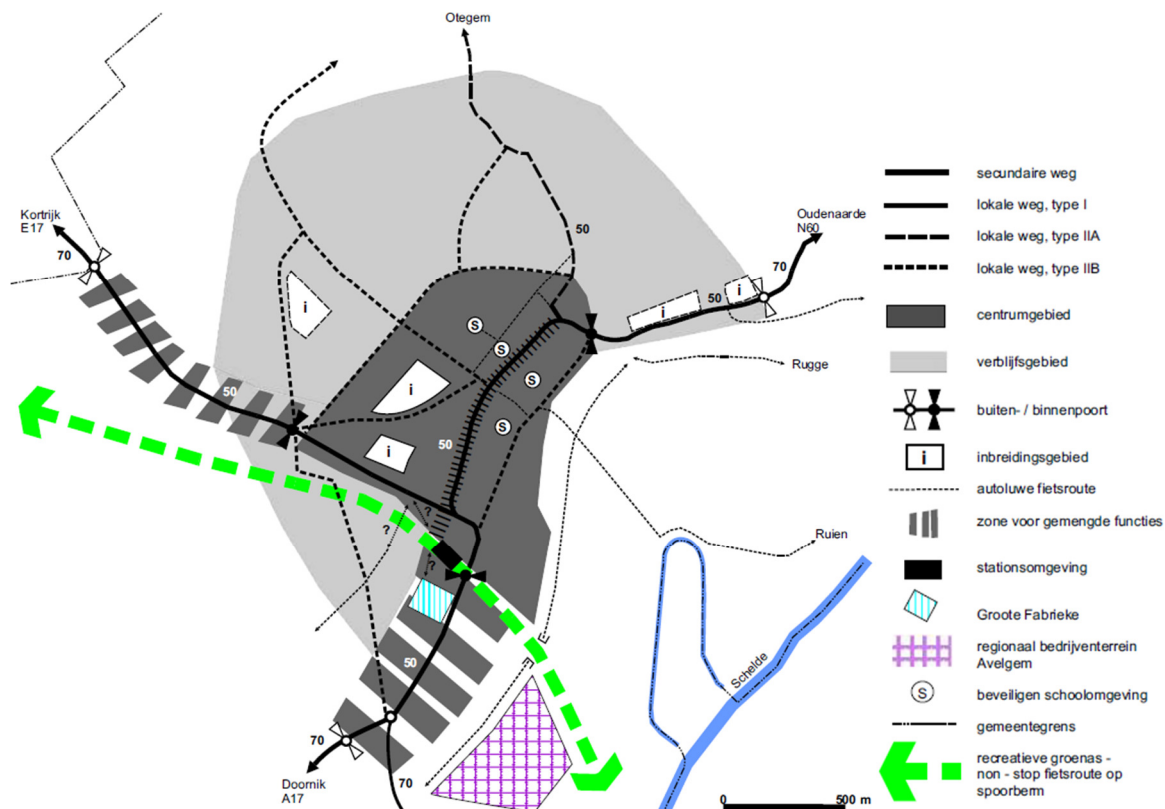 Otegem
Kortrijk
E17
70
50
Oudenaarde
N60
70
50
i
i
i
S
S
S
S
Rugge
50
i
i
50
?
?
?
Ruien
Schelde
50
70
70
Doornik
A17
0
500 m
secundaire weg
lokale weg, type I
lokale weg, type IIA
lokale weg, type IIB
centrumgebied
verblijfsgebied
buiten- / binnenpoort
i
inbreidingsgebied
autoluwe fietsroute
zone voor gemengde functies
stationsomgeving
Groote Fabrieke
regionaal bedrijventerrein
Avelgem
S
beveiligen schoolomgeving
gemeentegrens
recreatieve groenas -
non - stop fietsroute op
spoorberm